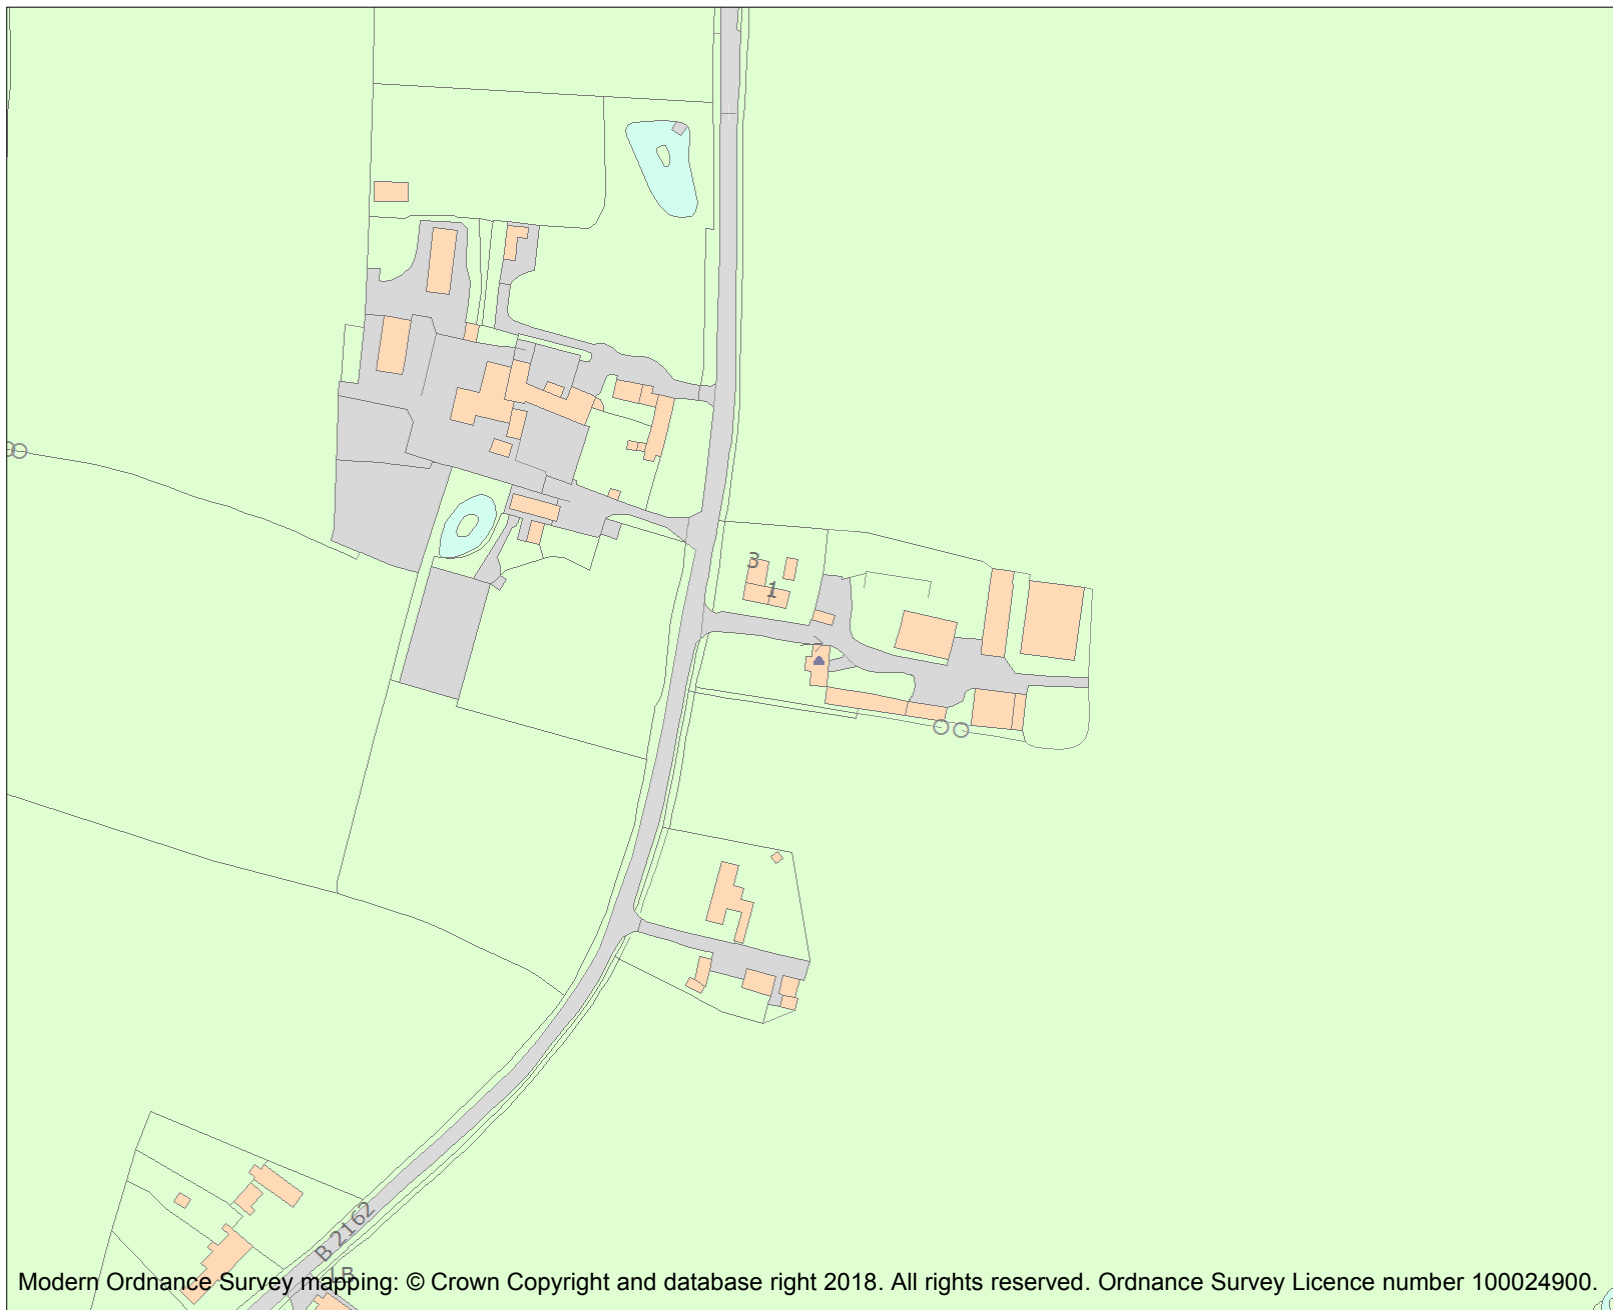 3
1
B 2162
LB
Modern Ordnance Survey mapping: © Crown Copyright and database right 2018. All rights reserved. Ordnance Survey Licence number 100024900.